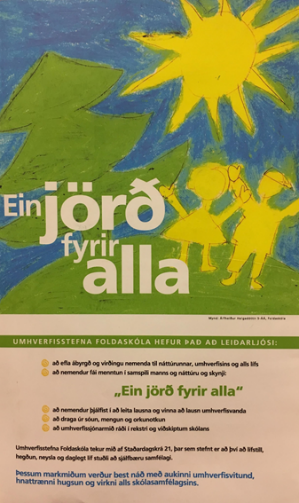 Ein jörð
fyrir
alla
UMHVERFISSTEFNA FOLDASKÓLA HEFUR ÞAÐ AÐ LEIÐARLJÓSI:
að efla ábyrgð og virðingu nemenda til náttúrunnar, umhverfisins og alls lífs
að nemendur fái menntun í samspili manns og náttúru og skynji
„Ein jörð fyrir alla“
að nemendur þjálfist í að leita lausna og vinna að lausn umhverfisvanda
að draga úr sóun, mengun og orkunotkun
að umhverfissjónarmið ráði í rekstri og viðskiptum skólans
Umhverfisstefna Foldaskóla tekur mið af Staðardagskrá 21, þar sem stefnt er að því að lífsstíll,
hegðun, neysla og daglegt líf stuðli að sjálfbæru samfélagi.
Þessum markmiðum verður best náð með aukinni umhverfisvitund,
hnattrænni hugsun og virkni alls skólasamfélagsins.